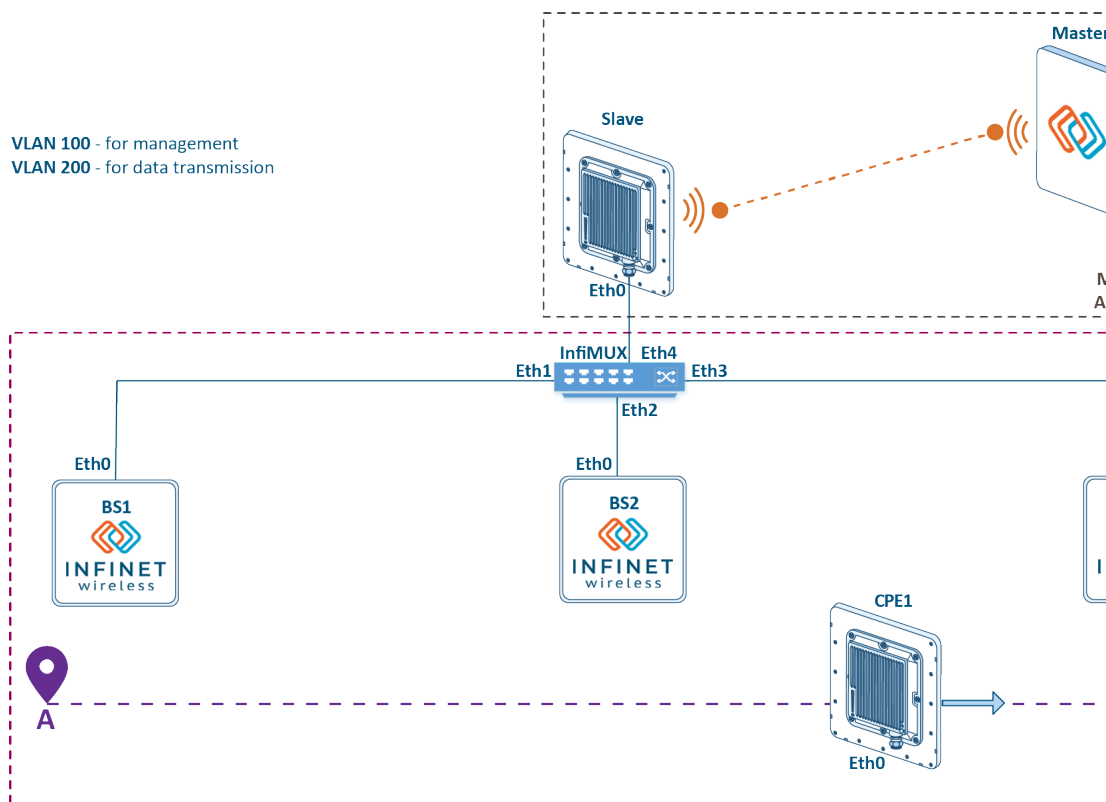 Master
Slave
VLAN 100 - for management
VLAN 200 - for data transmission
Eth0
InfiMUX Eth4
Eth1
Eth3
Eth2
Eth0
Eth0
BS1
BS2
INFINET
wireless
INFINET
wireless
CPE1
A
Eth0